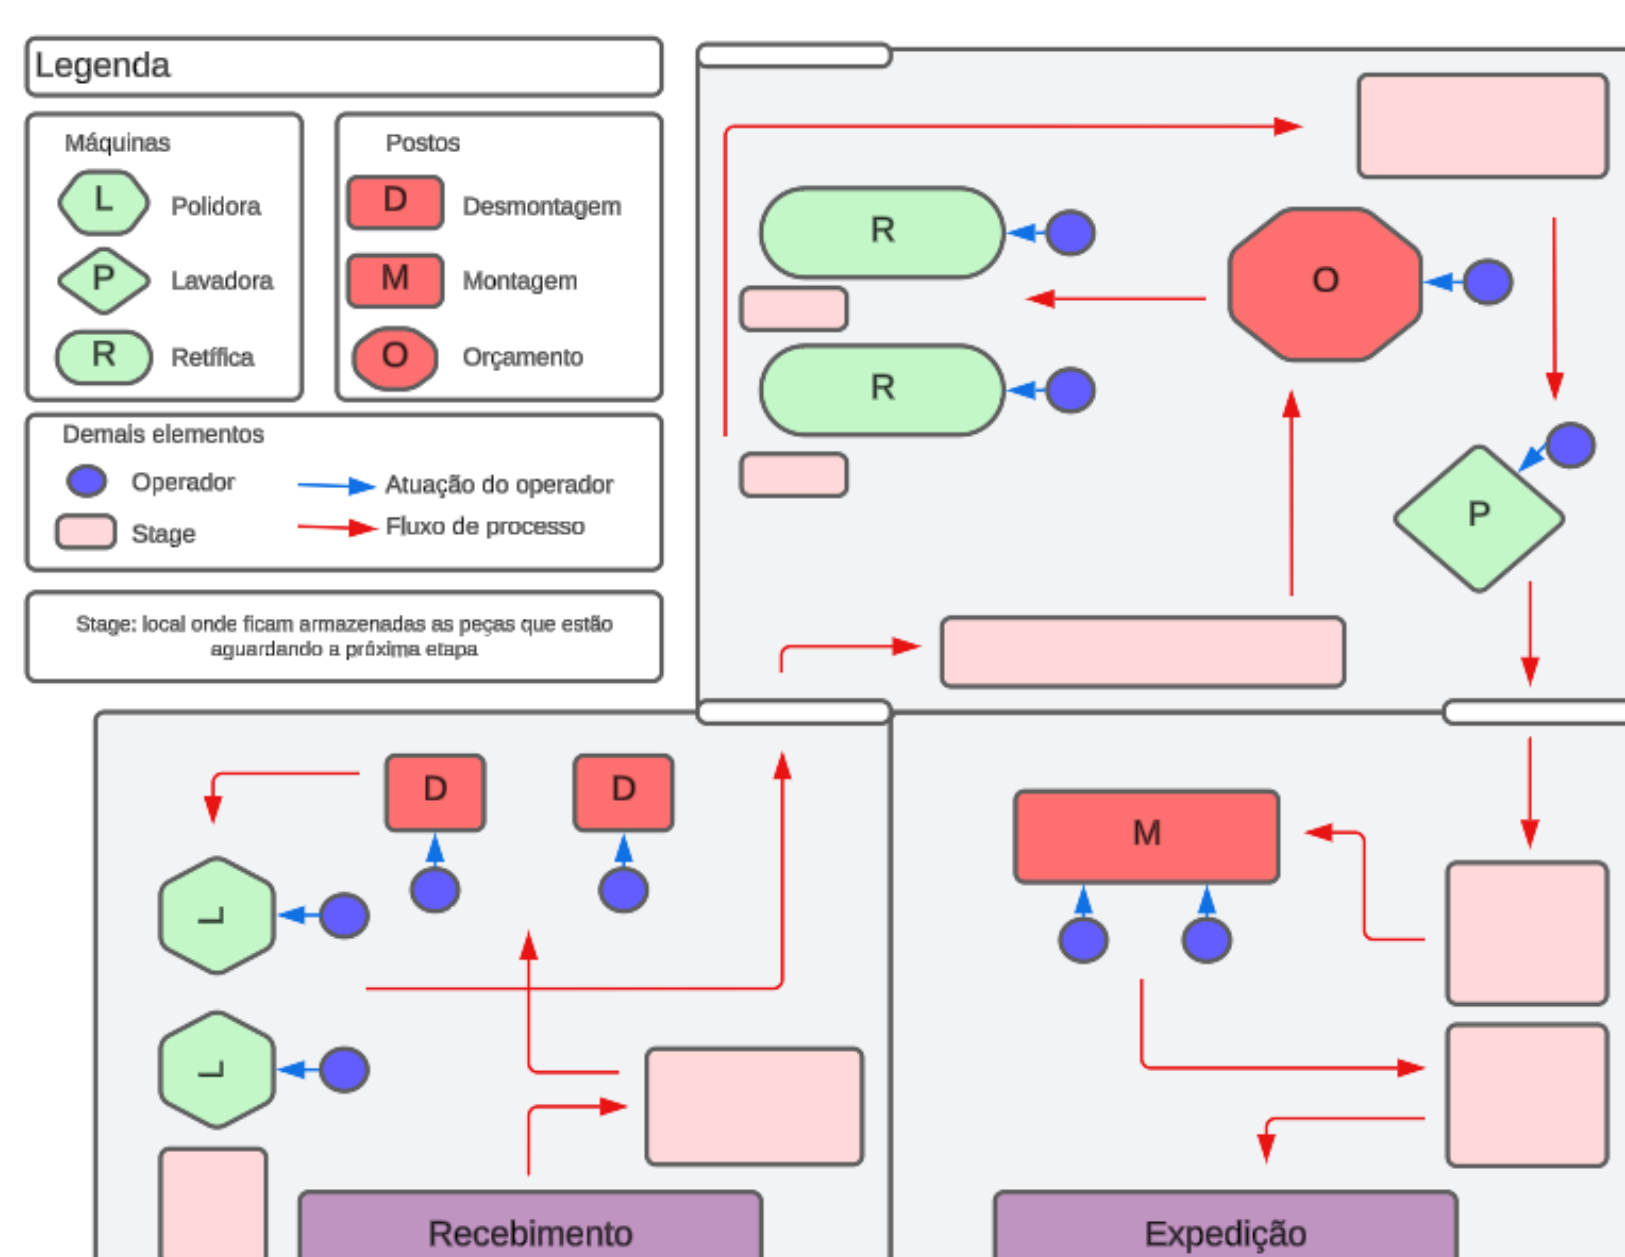 Legenda
Máquinas
L
Polidora
P
Lavadora
R
Retífica
Postos
D
Desmontagem
M
Montagem
O
Orçamento
Demais elementos
Operador
Atuação do operador
Stage
Fluxo de processo
Stage: local onde ficam armazenadas as peças que estão
aguardando a próxima etapa
R
O
R
P
D
D
L
L
Recebimento
M
Expedição